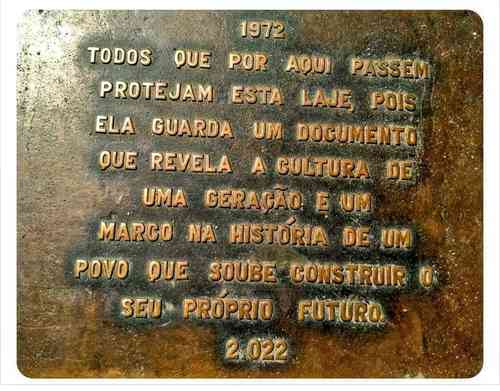 1972
TODOS QUE POR AQUI PASSEM
PROTEJAM ESTA LAJE, POIS
ELA GUARDA UM DOCUMENTO
QUE REVELA A CULTURA DE
UMA GERAÇÃO E UM
MARCO NA HISTÓRIA DE UM
POVO QUE SOUBE CONSTRUIR O
SEU PRÓPRIO FUTURO.
2.022